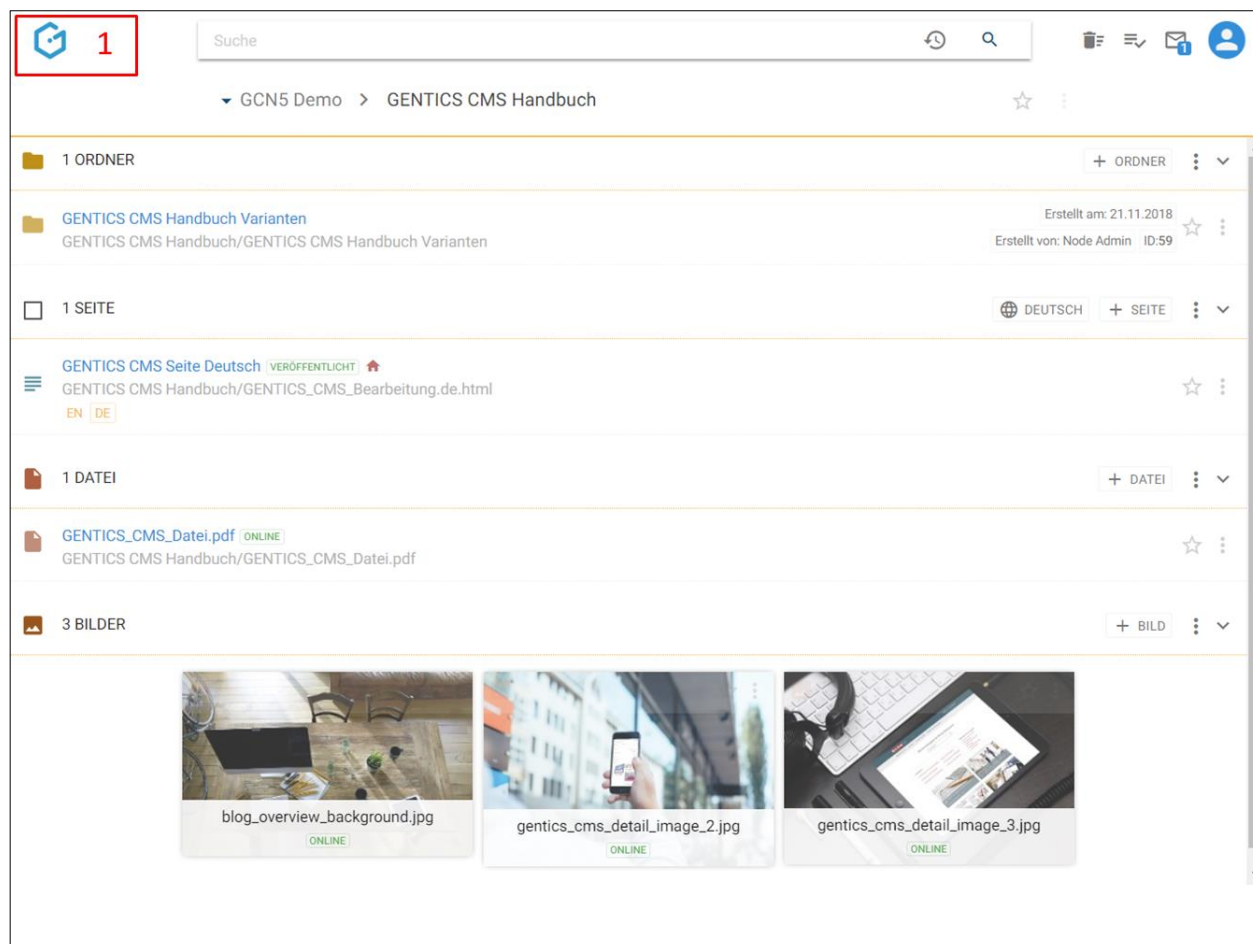 1
Suche
1
GCN5 Demo > GENTICS CMS Handbuch
1 ORDNER
+ ORDNER
GENTICS CMS Handbuch Varianten
GENTICS CMS Handbuch/GENTICS CMS Handbuch Varianten
Erstellt am: 21.11.2018
Erstellt von: Node Admin ID:59
1 SEITE
DEUTSCH
+ SEITE
GENTICS CMS Seite Deutsch VERÖFFENTLICHT
GENTICS CMS Handbuch/GENTICS_CMS_Bearbeitung.de.html
EN DE
1 DATEI
+ DATEI
GENTICS_CMS_Datei.pdf ONLINE
GENTICS CMS Handbuch/GENTICS_CMS_Datei.pdf
3 BILDER
+ BILD
blog_overview_background.jpg
ONLINE
gentics_cms_detail_image_2.jpg
ONLINE
gentics_cms_detail_image_3.jpg
ONLINE